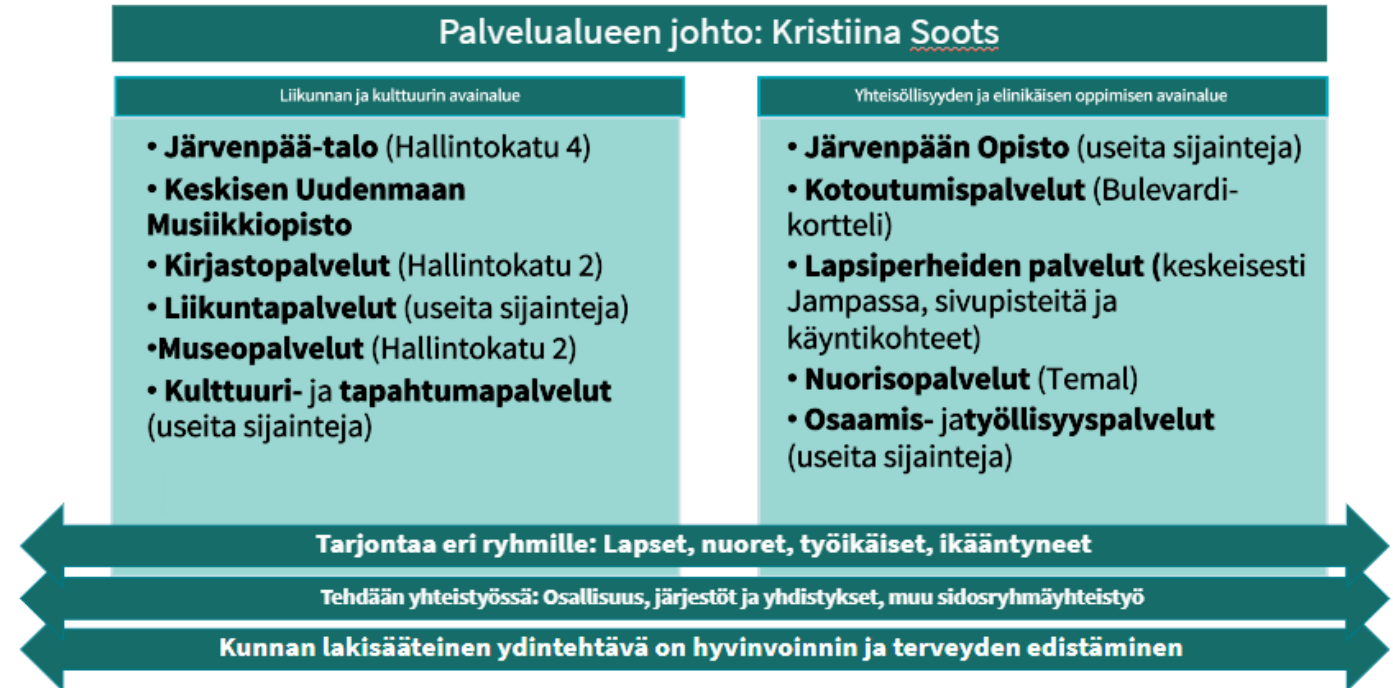 Palvelualueen johto: Kristiina Soots
Liikunnan ja kulttuurin avainalue
• Järvenpää-talo (Hallintokatu 4)
• Keskisen Uudenmaan
Musiikkiopisto
• Kirjastopalvelut (Hallintokatu 2)
• Liikuntapalvelut (useita sijainteja)
•Museopalvelut (Hallintokatu 2)
• Kulttuuri- ja tapahtumapalvelut
(useita sijainteja)
Yhteisöllisyyden ja elinikäisen oppimisen avainalue
• Järvenpään Opisto (useita sijainteja)
• Kotoutumispalvelut (Bulevardi-
kortteli)
• Lapsiperheiden palvelut (keskeisesti
Jampassa, sivupisteitä ja
käyntikohteet)
• Nuorisopalvelut (Temal)
• Osaamis- jatyöllisyyspalvelut
(useita sijainteja)
Tarjontaa eri ryhmille: Lapset, nuoret, työikäiset, ikääntyneet
Tehdään yhteistyössä: Osallisuus, järjestöt ja yhdistykset, muu sidosryhmäyhteistyö
Kunnan lakisääteinen ydintehtävä on hyvinvoinnin ja terveyden edistäminen